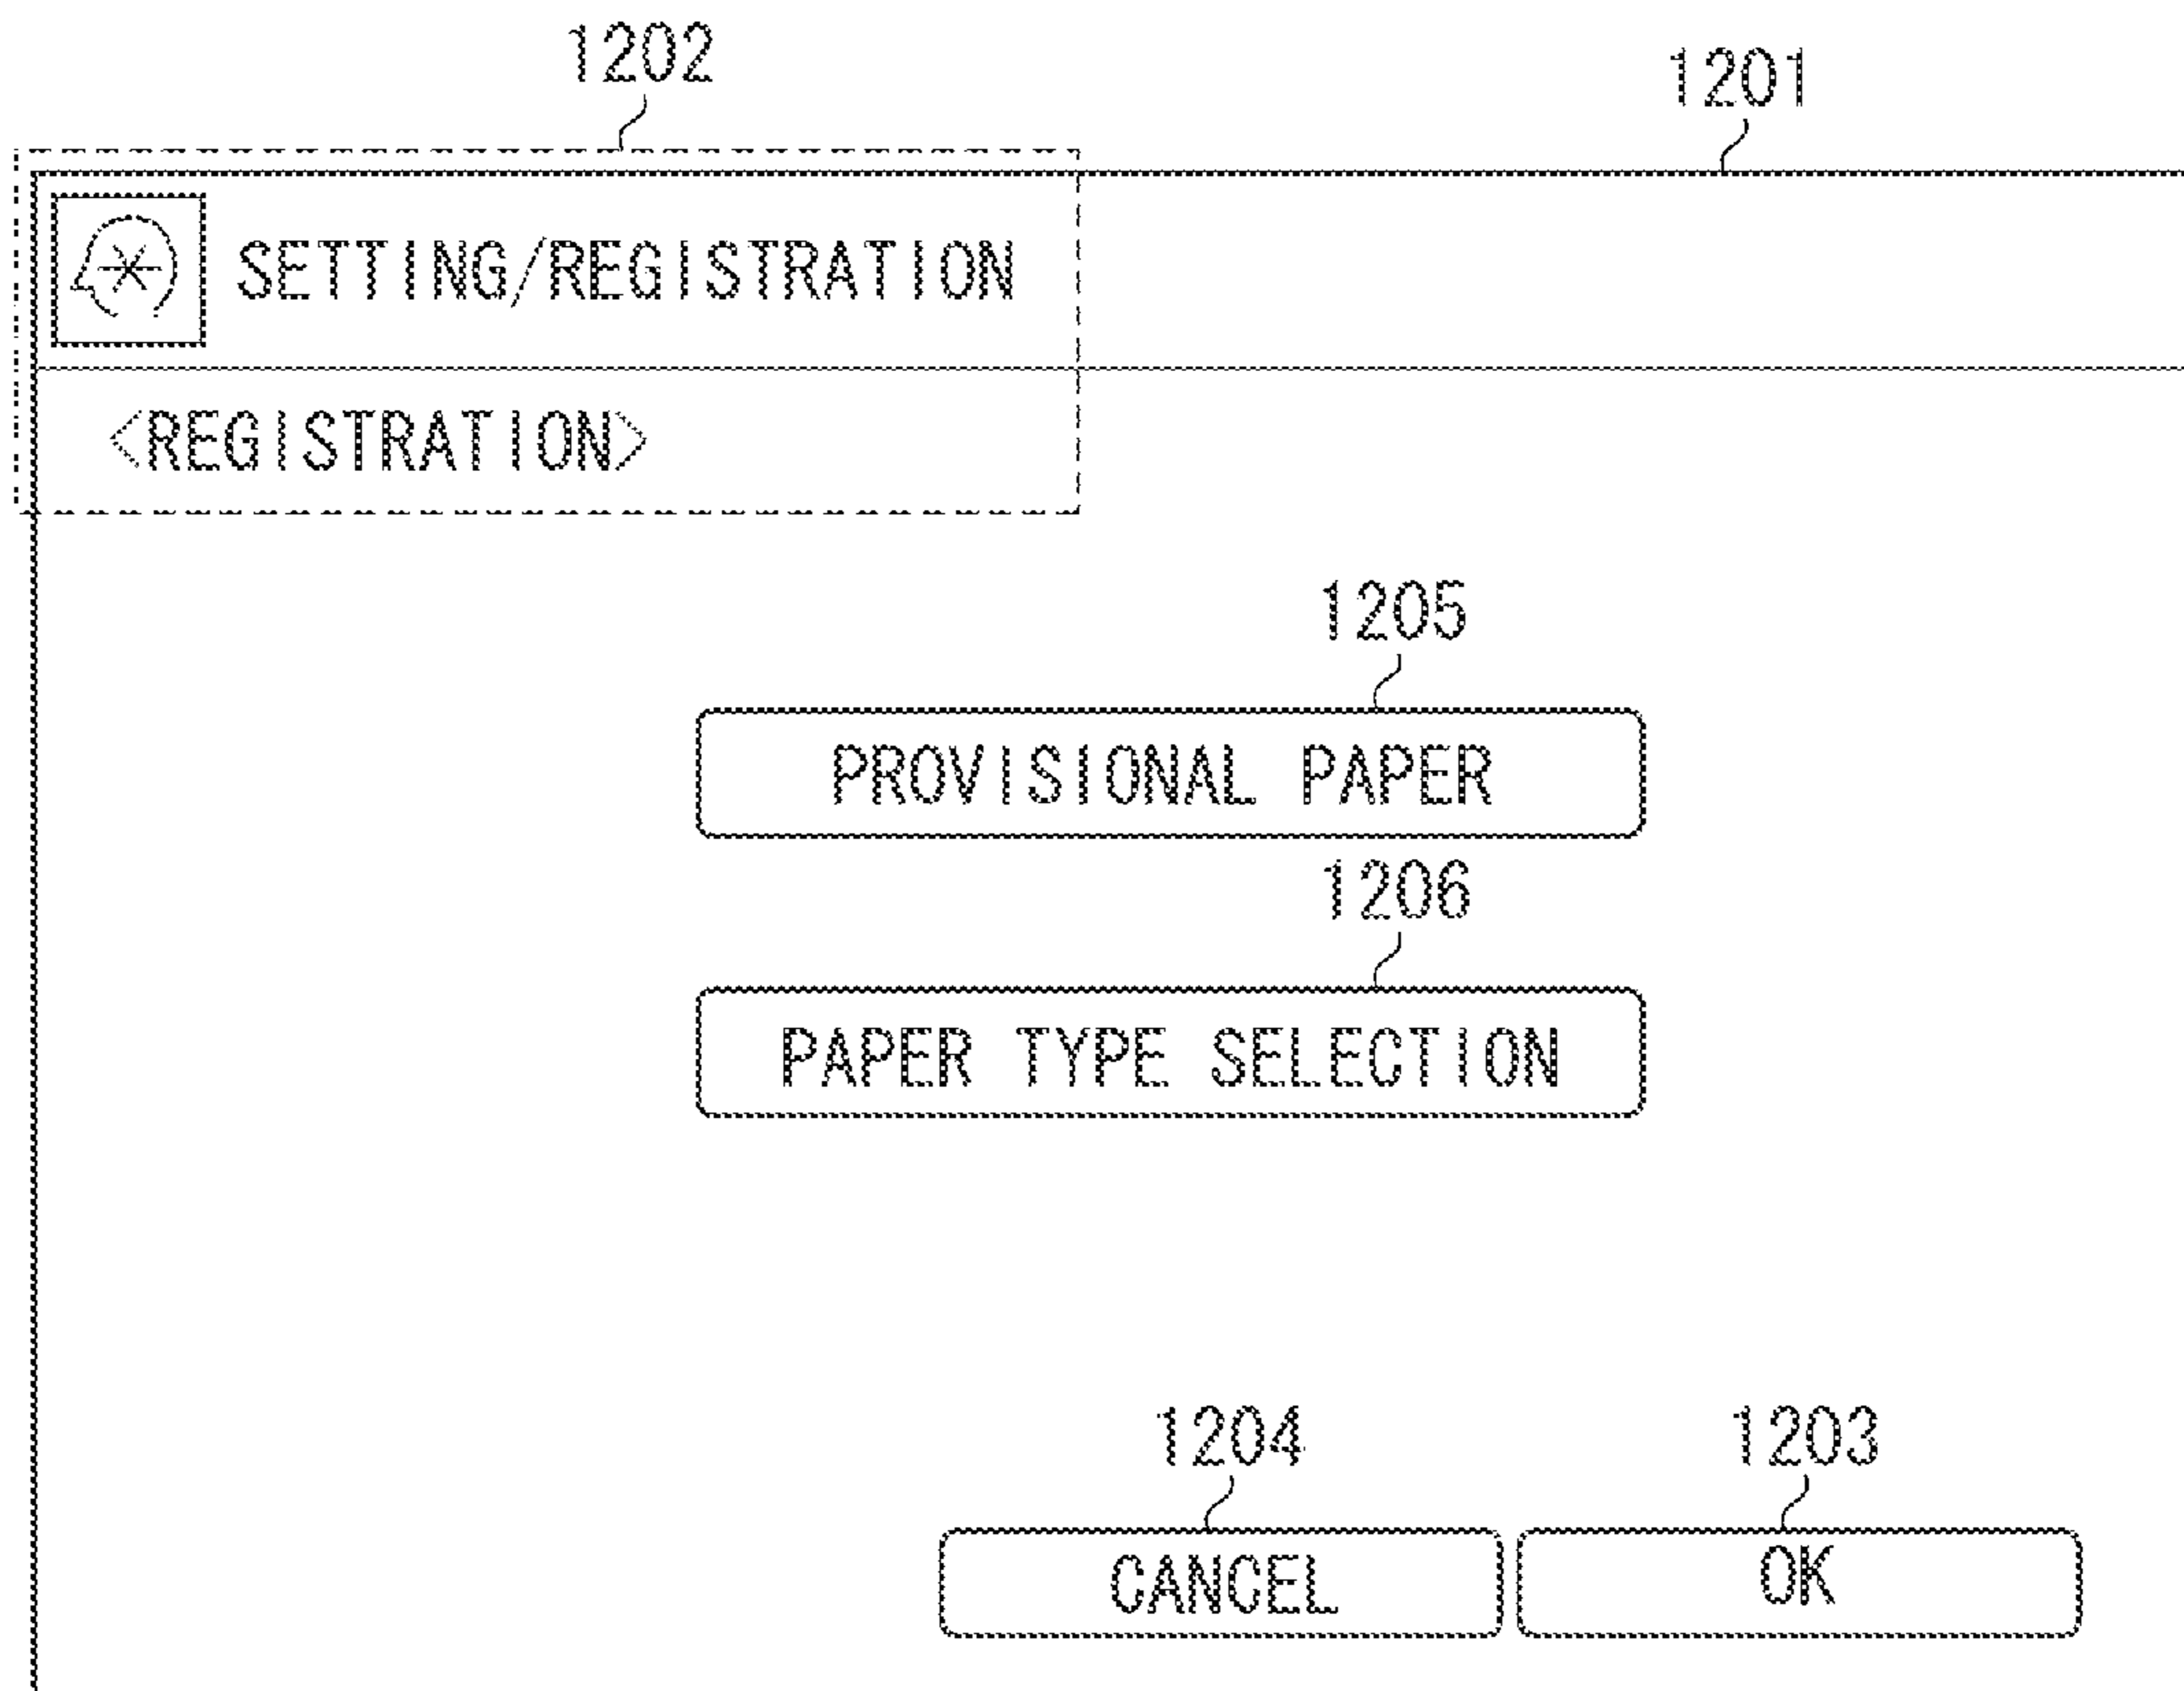 1202
1201
SETTING/REGISTRATION
<REGISTRATION>
1205
PROVISIONAL PAPER
1206
PAPER TYPE SELECTION
1204 1203
CANCEL OK